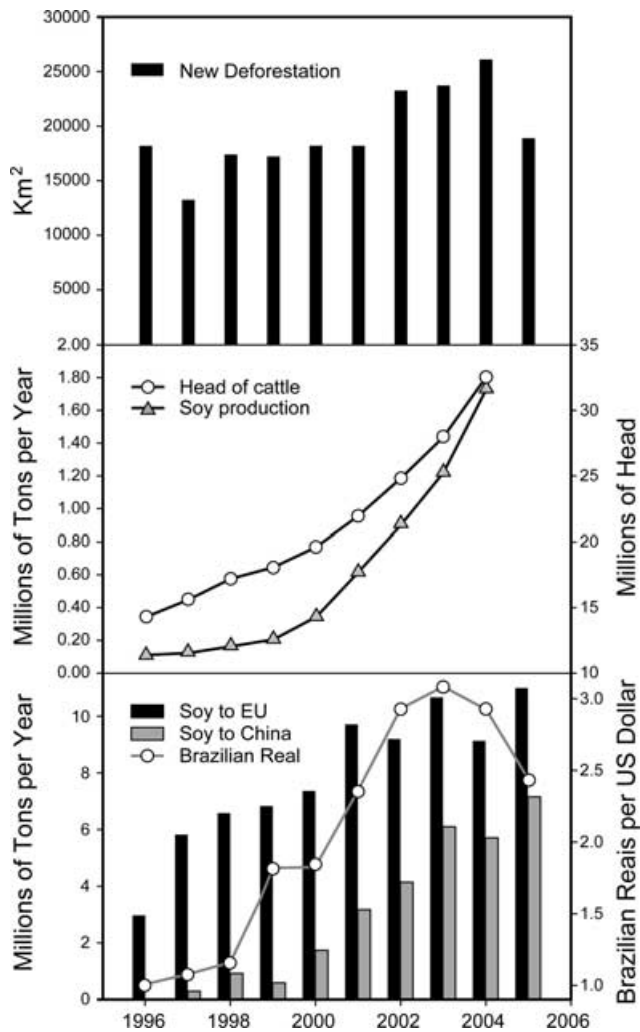 30000
25000
20000
15000
10000
5000
2.00
Km2
New Deforestation
35
1.80
1.60
1.40
1.20
1.00
0.80
0.60
0.40
0.20
0.00
Millions of Tons per Year
Head of cattle
Soy production
30
25
20
15
10
Millions of Head
10
8
6
4
2
0
Millions of Tons per Year
Soy to EU
Soy to China
Brazilian Real
3.0
2.5
2.0
1.5
1.0
Brazilian Reais per US Dollar
1996 1998 2000 2002 2004 2006